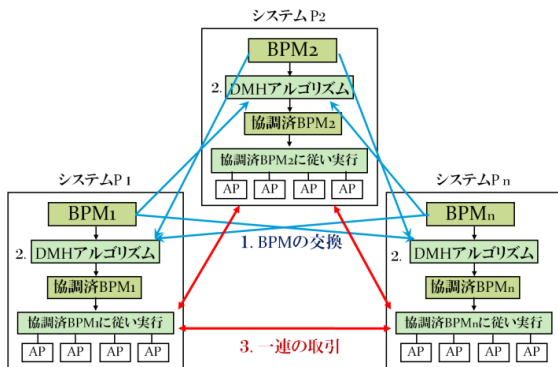 システムP2
BPM2
2.
DMHアルゴリズム
協調済BPM2
協調済BPM2に従い実行
AP AP AP AP
システムP1
BPM1
2.
DMHアルゴリズム
協調済BPM1
協調済BPM1に従い実行
AP AP AP AP
システムPn
BPMn
2.
DMHアルゴリズム
協調済BPMn
協調済BPMnに従い実行
AP AP AP AP
1. BPMの交換
3. 一連の取引